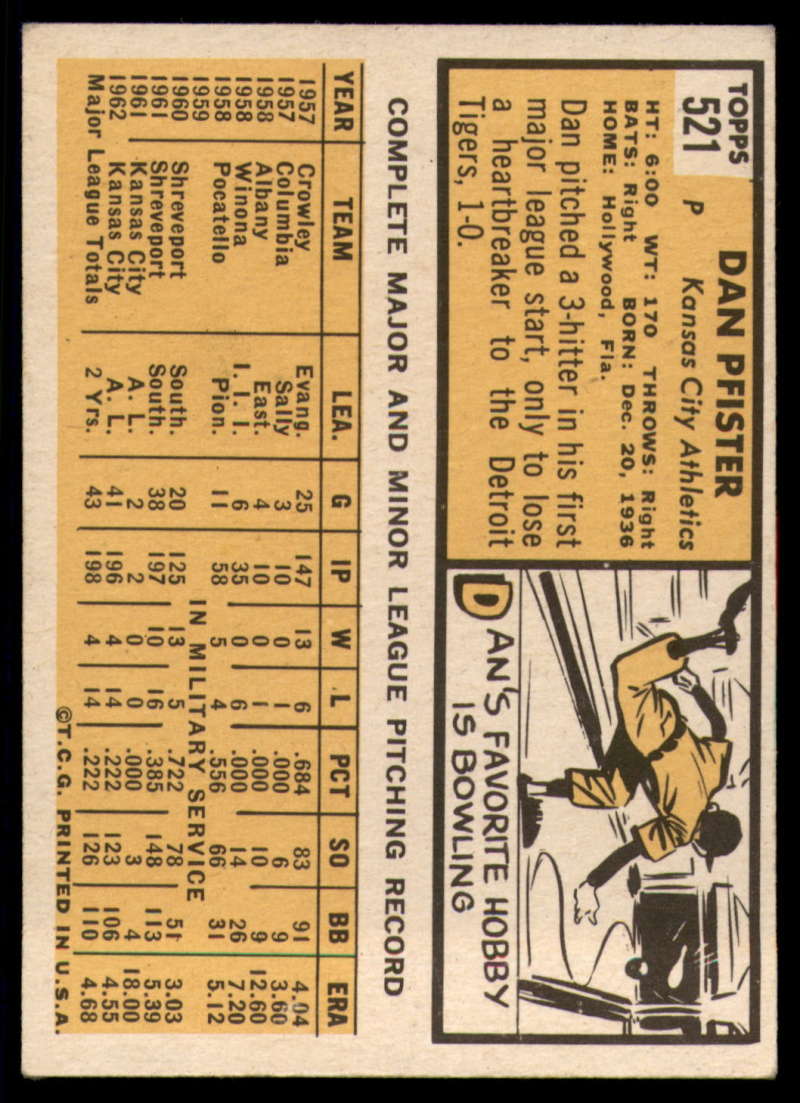 TOPPS
521
DAN PFISTER
P Kansas City Athletics
HT: 6:00 WT: 170 THROWS: Right
BATS: Right BORN: Dec. 20, 1936
HOME: Hollywood, Fla.
Dan pitched a 3-hitter in his first
major league start, only to lose
a heartbreaker to the Detroit
Tigers, 1-0.
DAN'S FAVORITE HOBBY
IS BOWLING
COMPLETE MAJOR AND MINOR LEAGUE PITCHING RECORD
YEAR TEAM LEA. G IP W L PCT SO BB ERA
1957 Crowley Evang. 25 147 13 6 .684 83 91 4.04
1957 Columbia Sally 3 10 0 1 .000 6 9 3.60
1958 Albany East. 4 10 0 1 .000 10 9 12.60
1958 Winona I. I. I. 6 35 0 6 .000 14 26 7.20
1958 Pocatello Pion. 11 58 5 4 .556 66 31 5.12
1959 IN MILITARY SERVICE
1960 Shreveport South. 20 125 13 5 .722 78 51 3.03
1961 Shreveport South. 38 197 10 16 .385 148 113 5.39
1961 Kansas City A. L. 2 2 0 0 .000 3 4 18.00
1962 Kansas City A. L. 41 196 4 14 .222 123 106 4.55
Major League Totals 2 Yrs. 43 198 4 14 .222 126 110 4.68
©T.C.G. PRINTED IN U.S.A.